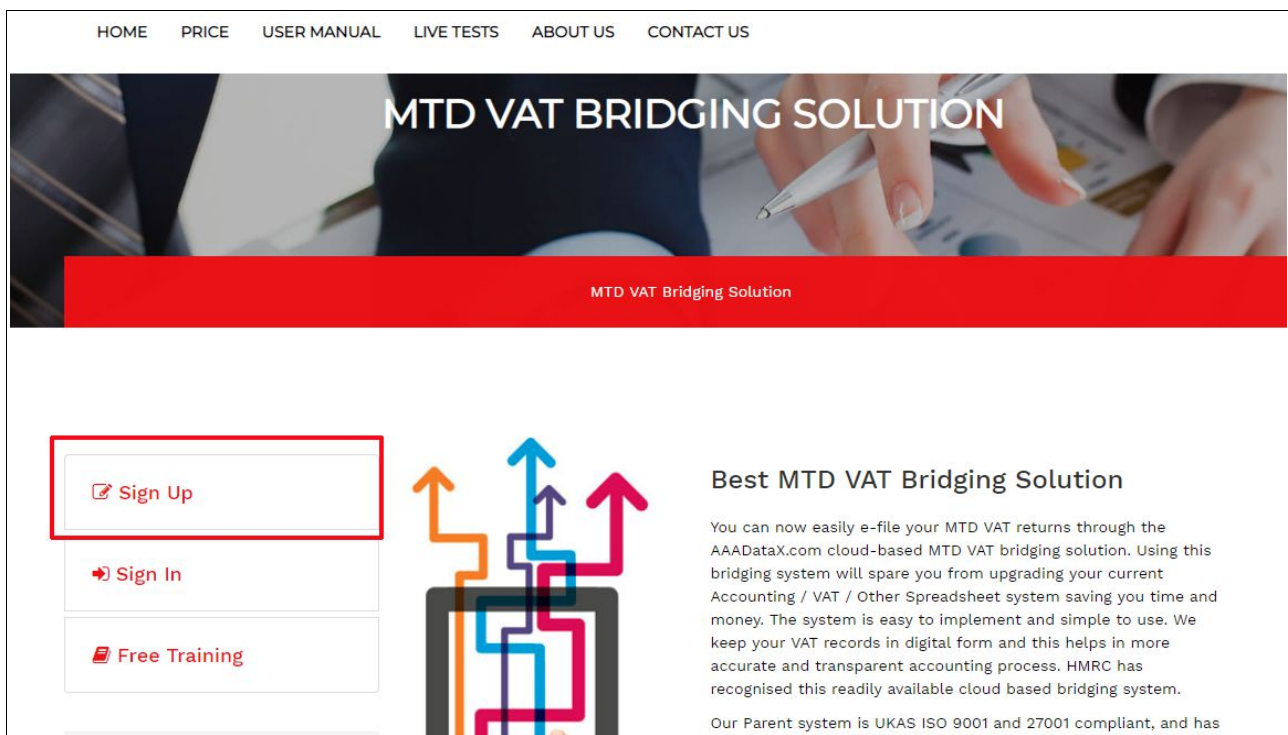 HOME PRICE USER MANUAL LIVE TESTS ABOUT US CONTACT US
MTD VAT BRIDGING SOLUTION
MTD VAT Bridging Solution
Sign Up
Sign In
Free Training
Best MTD VAT Bridging Solution
You can now easily e-file your MTD VAT returns through the
AAADataX.com cloud-based MTD VAT bridging solution. Using this
bridging system will spare you from upgrading your current
Accounting / VAT / Other Spreadsheet system saving you time and
money. The system is easy to implement and simple to use. We
keep your VAT records in digital form and this helps in more
accurate and transparent accounting process. HMRC has
recognised this readily available cloud based bridging system.
Our Parent system is UKAS ISO 9001 and 27001 compliant, and has